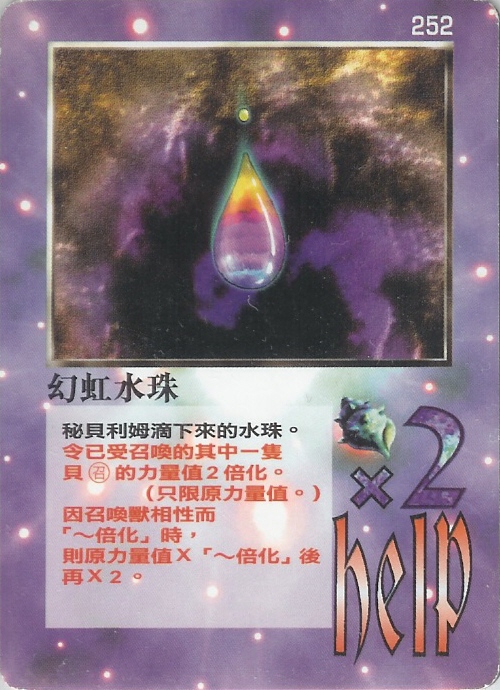 252
幻虹水珠
秘貝利姆滴下來的水珠。
令已受召喚的其中一隻
貝㊂的力量值2倍化。
(只限原力量值。)
因召喚獸相性而
「～倍化」時，
則原力量值X「～倍化」後
再X2。
x2
help